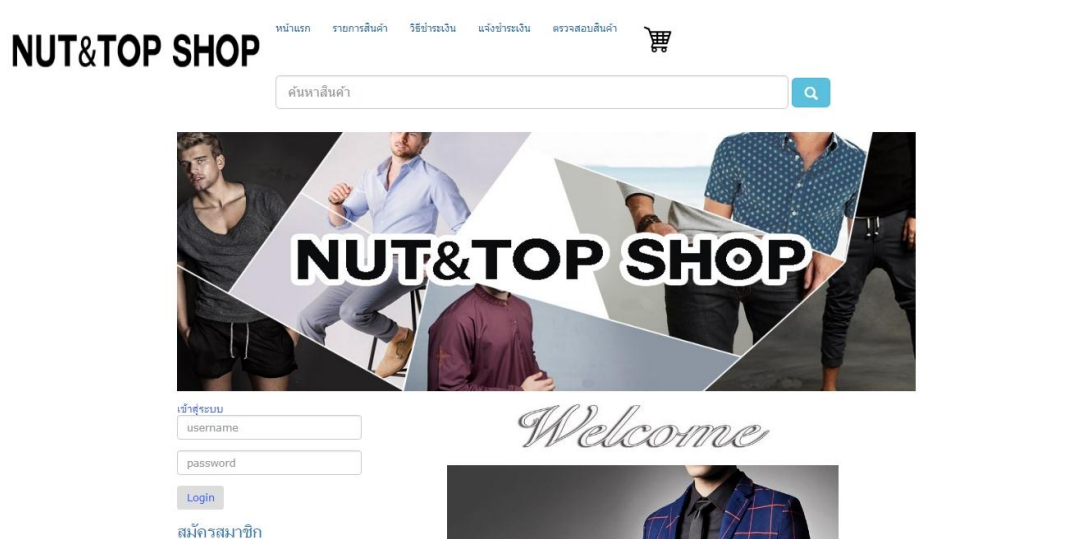 NUT&TOP SHOP
หน้าแรก รายการสินค้า วิธีชำระเงิน แจ้งชำระเงิน ตรวจสอบสินค้า
ค้นหาสินค้า
NUT&TOP SHOP
เข้าสู่ระบบ
Welcome
username
password
Login
สมัครสมาชิก